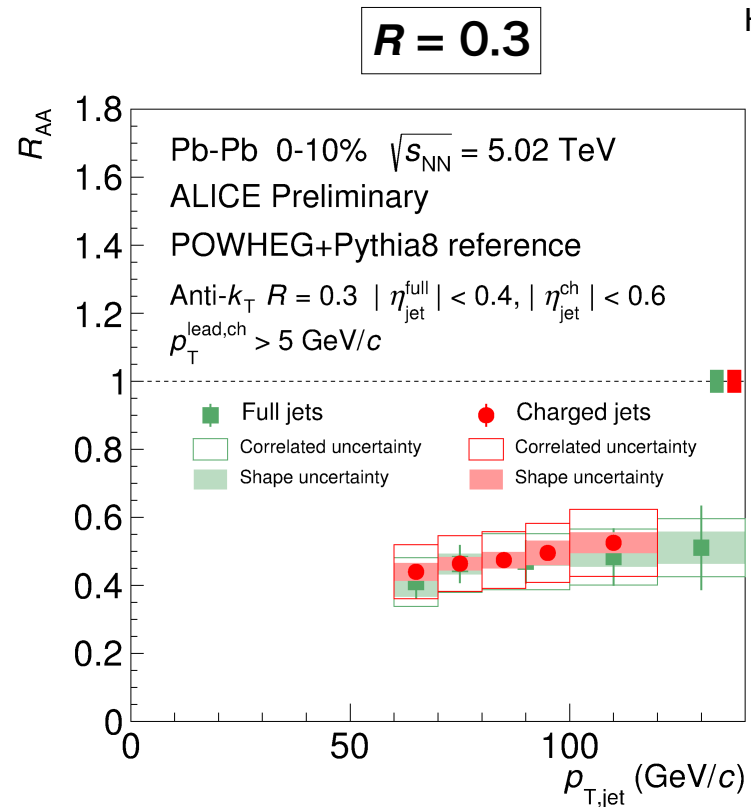 R = 0.3
Pb-Pb 0-10% √s_NN = 5.02 TeV
ALICE Preliminary
POWHEG+Pythia8 reference
Anti-k_T R = 0.3 | η_jet^full | < 0.4, | η_jet^ch | < 0.6
p_T^lead,ch > 5 GeV/c
Full jets
Correlated uncertainty
Shape uncertainty
Charged jets
Correlated uncertainty
Shape uncertainty
R_AA
1.8
1.6
1.4
1.2
1
0.8
0.6
0.4
0.2
0
0 50 100
p_T,jet (GeV/c)